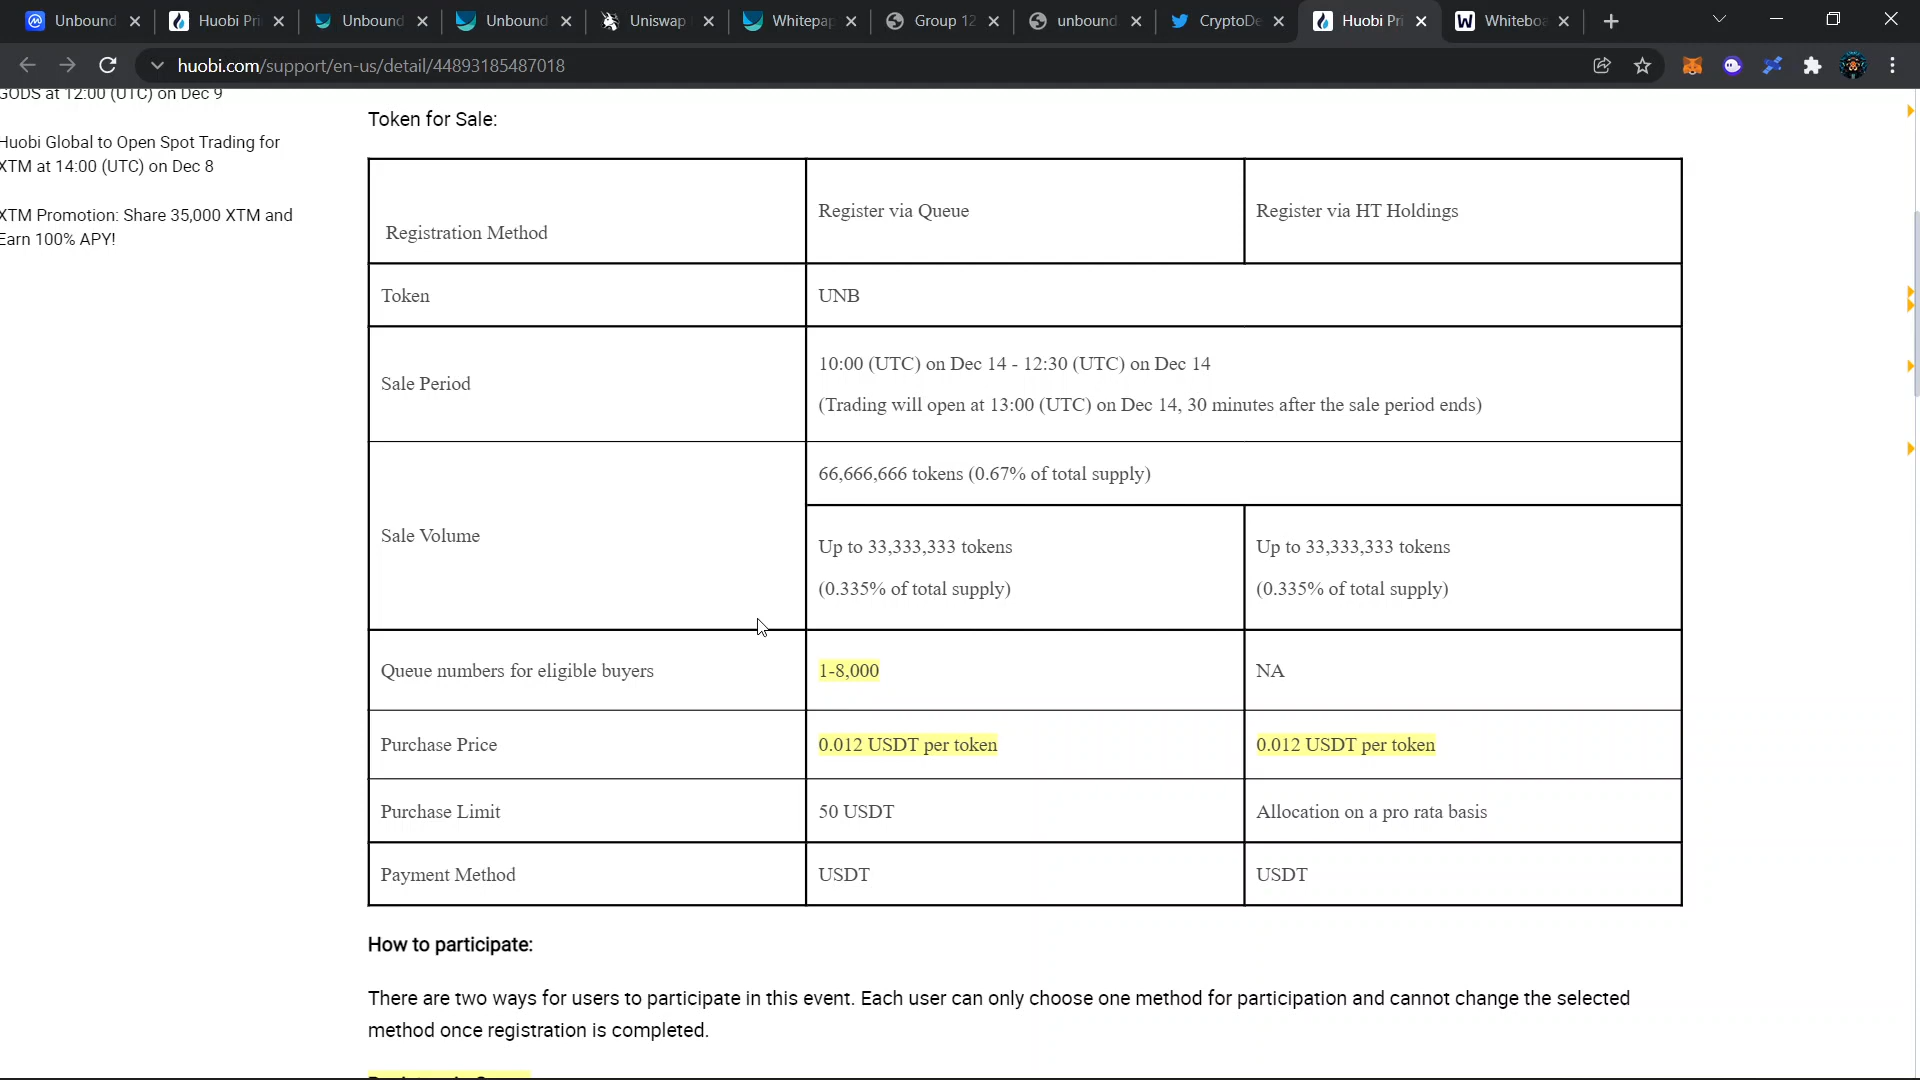 Unbound
Huobi Pri
Unbound
Unbound
Uniswap
Whitepap
Group 12
unbound
CryptoDe
Huobi Pri
Whiteboa
huobi.com/support/en-us/detail/44893185487018
GODS at 12:00 (UTC) on Dec 9
Huobi Global to Open Spot Trading for
XTM at 14:00 (UTC) on Dec 8
XTM Promotion: Share 35,000 XTM and
Earn 100% APY!
Token for Sale:
Registration Method
Register via Queue
Register via HT Holdings
Token
UNB
Sale Period
10:00 (UTC) on Dec 14 - 12:30 (UTC) on Dec 14
(Trading will open at 13:00 (UTC) on Dec 14, 30 minutes after the sale period ends)
Sale Volume
66,666,666 tokens (0.67% of total supply)
Up to 33,333,333 tokens
(0.335% of total supply)
Up to 33,333,333 tokens
(0.335% of total supply)
Queue numbers for eligible buyers
1-8,000
NA
Purchase Price
0.012 USDT per token
0.012 USDT per token
Purchase Limit
50 USDT
Allocation on a pro rata basis
Payment Method
USDT
USDT
How to participate:
There are two ways for users to participate in this event. Each user can only choose one method for participation and cannot change the selected
method once registration is completed.